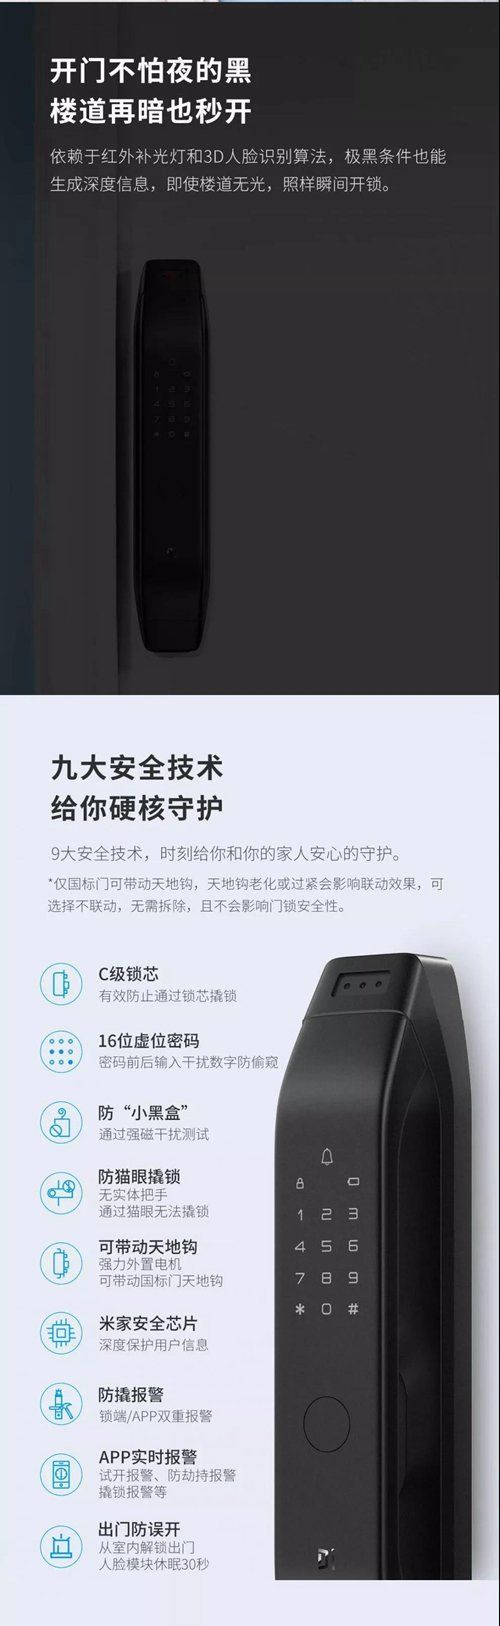 开门不怕夜的黑
楼道再暗也秒开
依赖于红外补光灯和3D人脸识别算法，极黑条件也能
生成深度信息，即使楼道无光，照样瞬间开锁。
1 2 3
4 5 6
7 8 9
* 0 #
九大安全技术
给你硬核守护
9大安全技术，时刻给你和你的家人安心的守护。
*仅国标门可带动天地钩，天地钩老化或过紧会影响联动效果，可
选择不联动，无需拆除，且不会影响门锁安全性。
C级锁芯
有效防止通过锁芯撬锁
16位虚位密码
密码前后输入干扰数字防偷窥
防“小黑盒”
通过强磁干扰测试
防猫眼撬锁
无实体把手
通过猫眼无法撬锁
可带动天地钩
强力外置电机
可带动国标门天地钩
米家安全芯片
深度保护用户信息
防撬报警
锁端/APP双重报警
APP实时报警
试开报警、防劫持报警
撬锁报警等
出门防误开
从室内解锁出门
人脸模块休眠30秒
1 2 3
4 5 6
7 8 9
* 0 #